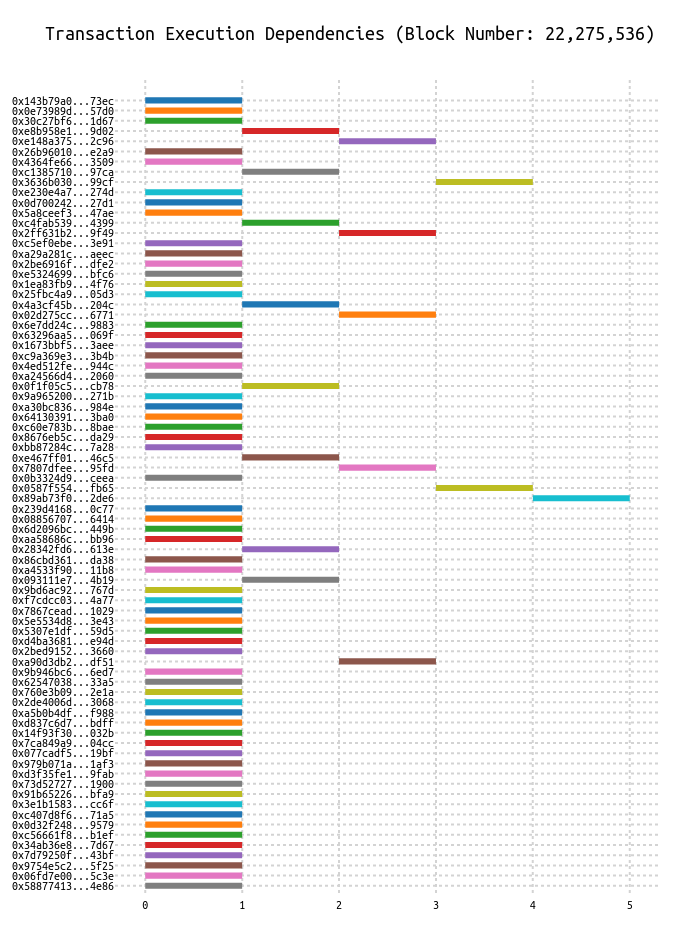 Transaction Execution Dependencies (Block Number: 22,275,536)
0x143b79a0...73ec
0x0e73989d...57d0
0x30c27bf6...1d67
0xe8b958e1...9d02
0xe148a375...2c96
0x26b96010...e2a9
0x4364fe66...3509
0xc1385710...97ca
0x3636b030...99cf
0xe230e4a7...274d
0x0d700242...27d1
0x5a8ceef3...47ae
0xc4fab539...4399
0x2ff631b2...9f49
0xc5ef0ebe...3e91
0xa29a281c...aeec
0x2be6916f...dfe2
0xe5324699...bfc6
0x1ea83fb9...4f76
0x25fbc4a9...05d3
0x4a3cf45b...204c
0x02d275cc...6771
0x6e7dd24c...9883
0x63296aa5...069f
0x1673bbf5...3aee
0xc9a369e3...3b4b
0x4ed512fe...944c
0xa24566d4...2060
0x0f1f05c5...cb78
0x9a965200...271b
0xa30bc836...984e
0x64130391...3ba0
0xc60e783b...8bae
0x8676eb5c...da29
0xbb87284c...7a28
0xe467ff01...46c5
0x7807dfee...95fd
0x0b3324d9...ceea
0x0587f554...fb65
0x89ab73f0...2de6
0x239d4168...0c77
0x08856707...6414
0x6d2096bc...449b
0xaa58686c...bb96
0x28342fd6...613e
0x86cbd361...da38
0xa4533f90...11b8
0x093111e7...4b19
0x9bd6ac92...767d
0xf7cdcc03...4a77
0x7867cead...1029
0x5e5534d8...3e43
0x5307e1df...59d5
0xd4ba3681...e94d
0x2bed9152...3660
0xa90d3db2...df51
0x9b946bc6...6ed7
0x62547038...33a5
0x760e3b09...2e1a
0x2de4006d...3068
0xa5b0b4df...f988
0xd837c6d7...bdff
0x14f93f30...032b
0x7ca849a9...04cc
0x077cadf5...19bf
0x979b071a...1af3
0xd3f35fe1...9fab
0x73d52727...1900
0x91b65226...bfa9
0x3e1b1583...cc6f
0xc407d8f6...71a5
0x0d32f248...9579
0xc56661f8...b1ef
0x34ab36e8...7d67
0x7d79250f...43bf
0x9754e5c2...5f25
0x06fd7e00...5c3e
0x58877413...4e86
0 1 2 3 4 5